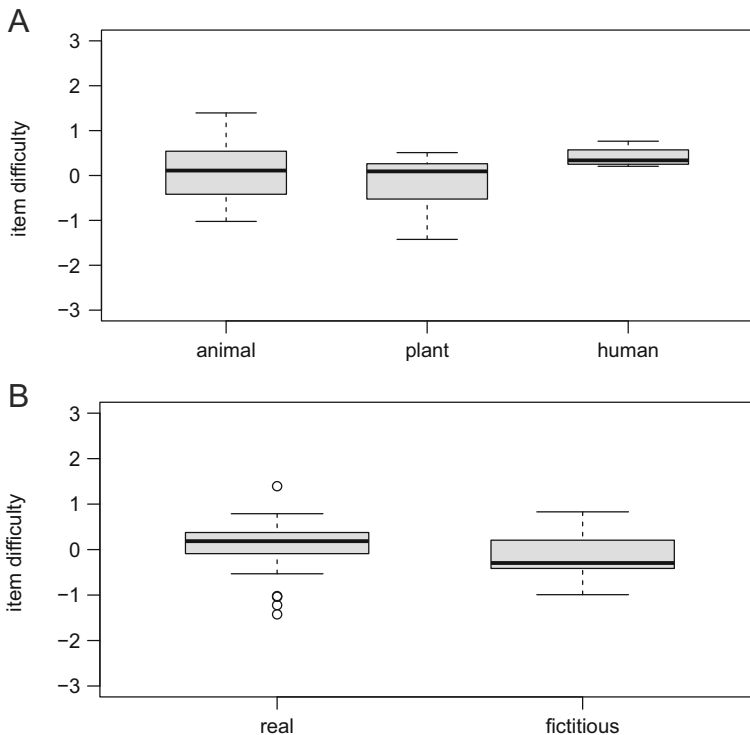 A
3
2
1
0
−1
−2
−3
item difficulty
animal plant human
B
3
2
1
0
−1
−2
−3
item difficulty
real fictitious